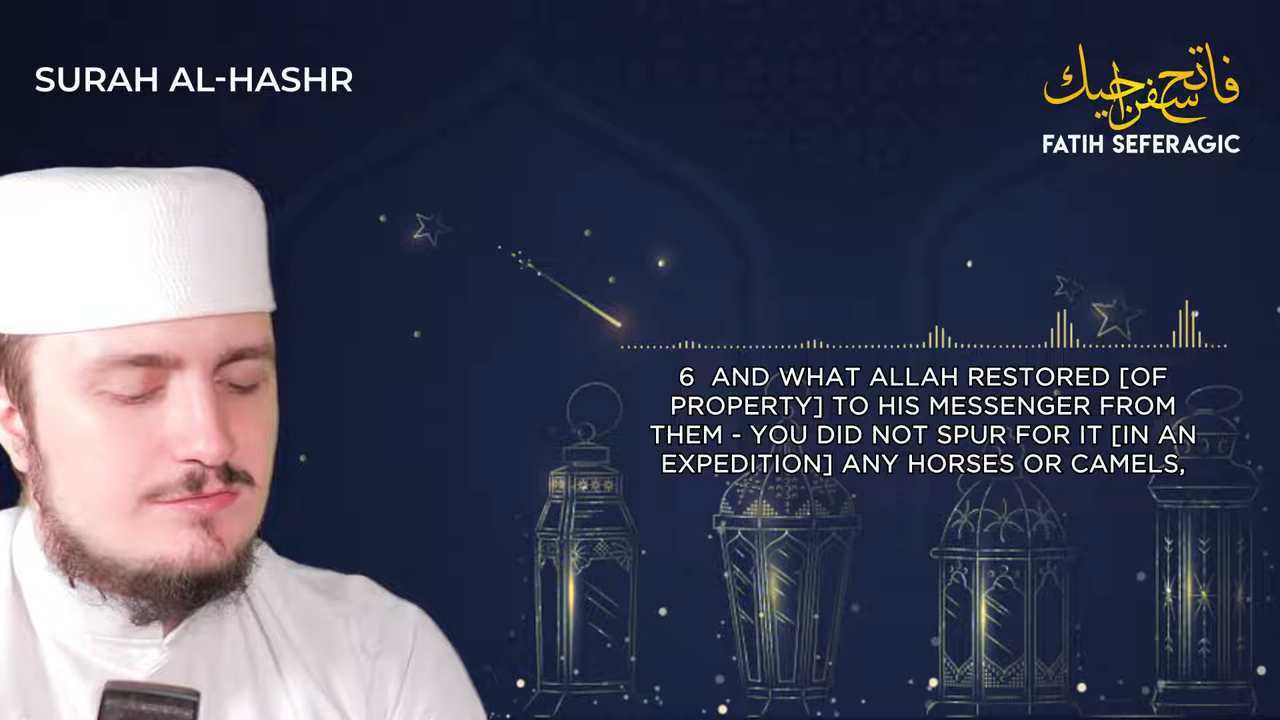 SURAH AL-HASHR
فاتح سفراجيك
FATIH SEFERAGIC
6 AND WHAT ALLAH RESTORED [OF
PROPERTY] TO HIS MESSENGER FROM
THEM - YOU DID NOT SPUR FOR IT [IN AN
EXPEDITION] ANY HORSES OR CAMELS,